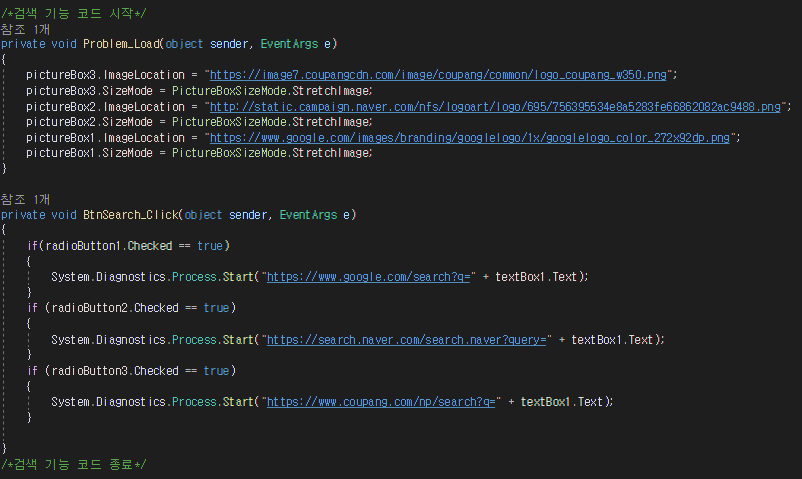 /*검색 기능 코드 시작*/
참조 1개
private void Problem_Load(object sender, EventArgs e)
{
pictureBox3.ImageLocation = "https://image7.coupangcdn.com/image/coupang/common/logo_coupang_w350.png";
pictureBox3.SizeMode = PictureBoxSizeMode.StretchImage;
pictureBox2.ImageLocation = "http://static.campaign.naver.com/nfs/logoart/logo/695/756395534e8a5283fe66862082ac9488.png";
pictureBox2.SizeMode = PictureBoxSizeMode.StretchImage;
pictureBox1.ImageLocation = "https://www.google.com/images/branding/googlelogo/1x/googlelogo_color_272x92dp.png";
pictureBox1.SizeMode = PictureBoxSizeMode.StretchImage;
}
참조 1개
private void BtnSearch_Click(object sender, EventArgs e)
{
if(radioButton1.Checked == true)
{
System.Diagnostics.Process.Start("https://www.google.com/search?q=" + textBox1.Text);
}
if (radioButton2.Checked == true)
{
System.Diagnostics.Process.Start("https://search.naver.com/search.naver?query=" + textBox1.Text);
}
if (radioButton3.Checked == true)
{
System.Diagnostics.Process.Start("https://www.coupang.com/np/search?q=" + textBox1.Text);
}
}
/*검색 기능 코드 종료*/